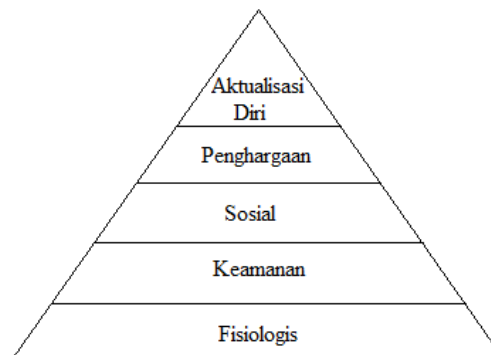 Aktualisasi
Diri
Penghargaan
Sosial
Keamanan
Fisiologis